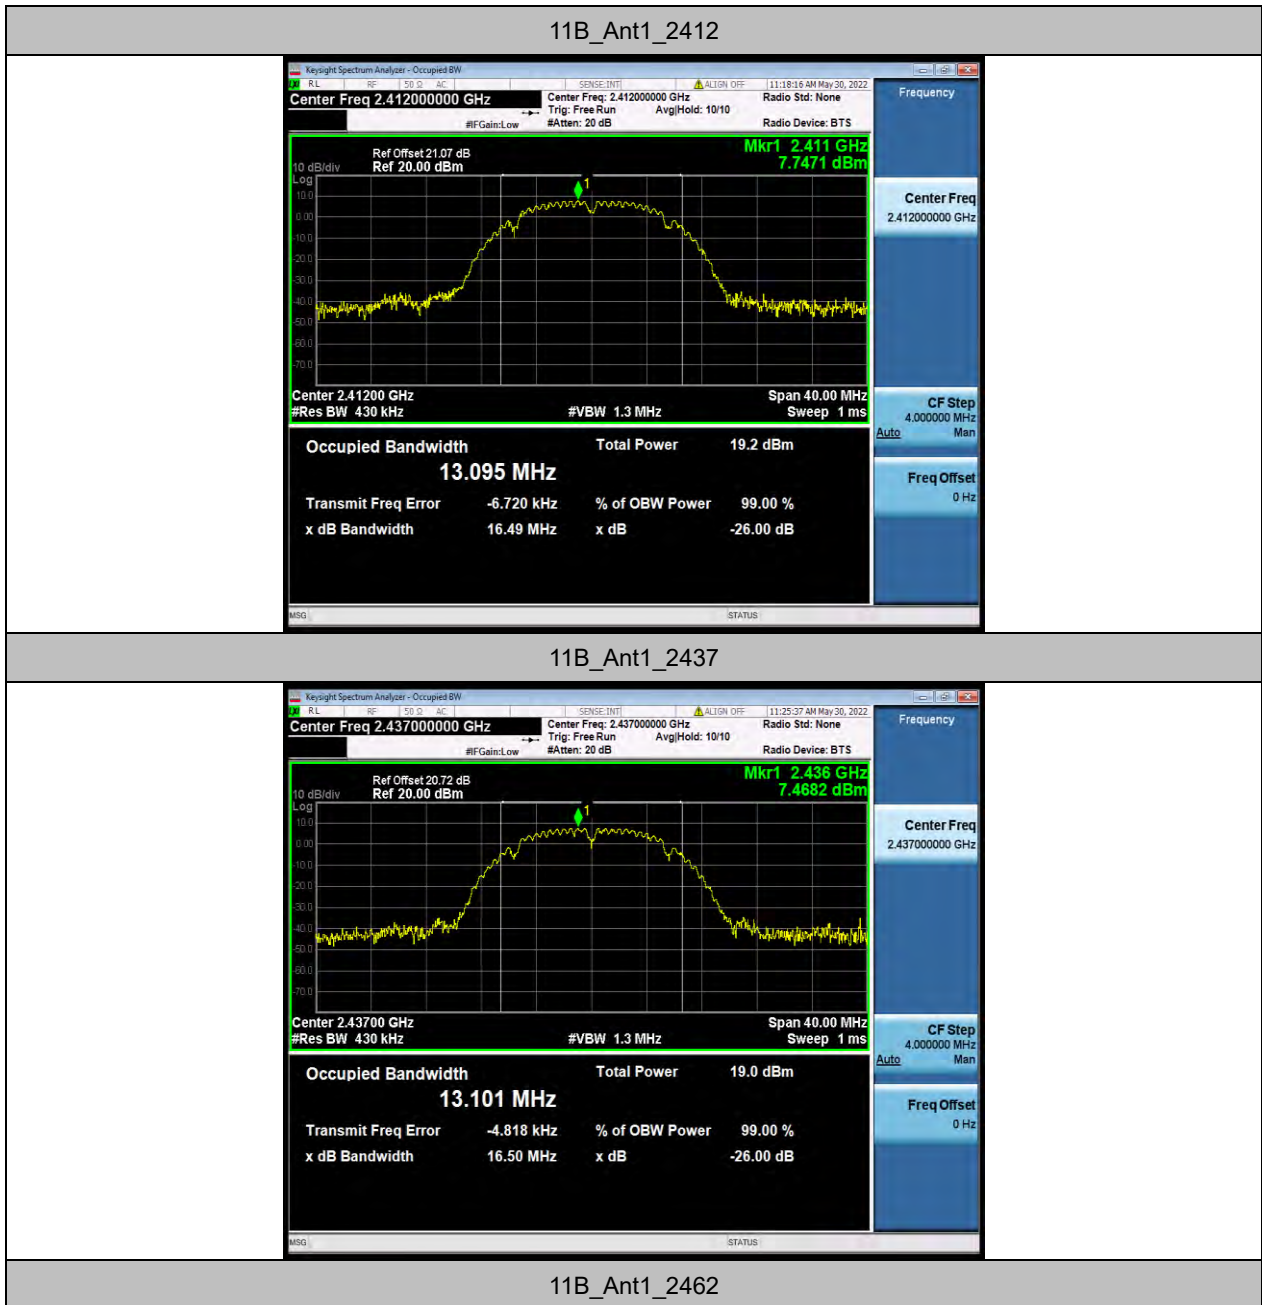 11B_Ant1_2412
Keysight Spectrum Analyzer - Occupied BW
RL RF 50 Ω AC SENSE:INT ALIGN OFF 11:18:16 AM May 30, 2022
Center Freq 2.412000000 GHz
Center Freq: 2.412000000 GHz Radio Std: None
Trig: Free Run Avg|Hold: 10/10
#IFGain:Low #Atten: 20 dB Radio Device: BTS
Frequency
Mkr1 2.411 GHz
7.7471 dBm
Ref Offset 21.07 dB
10 dB/div Ref 20.00 dBm
Log
10.0
0.00
-10.0
-20.0
-30.0
-40.0
-50.0
-60.0
-70.0
1
Center 2.41200 GHz Span 40.00 MHz
#Res BW 430 kHz #VBW 1.3 MHz Sweep 1 ms
Center Freq
2.412000000 GHz
CF Step
4.000000 MHz
Auto Man
Freq Offset
0 Hz
Occupied Bandwidth Total Power 19.2 dBm
13.095 MHz
Transmit Freq Error -6.720 kHz % of OBW Power 99.00 %
x dB Bandwidth 16.49 MHz x dB -26.00 dB
MSG STATUS
11B_Ant1_2437
Keysight Spectrum Analyzer - Occupied BW
RL RF 50 Ω AC SENSE:INT ALIGN OFF 11:25:37 AM May 30, 2022
Center Freq 2.437000000 GHz
Center Freq: 2.437000000 GHz Radio Std: None
Trig: Free Run Avg|Hold: 10/10
#IFGain:Low #Atten: 20 dB Radio Device: BTS
Frequency
Mkr1 2.436 GHz
7.4682 dBm
Ref Offset 20.72 dB
10 dB/div Ref 20.00 dBm
Log
10.0
0.00
-10.0
-20.0
-30.0
-40.0
-50.0
-60.0
-70.0
1
Center 2.43700 GHz Span 40.00 MHz
#Res BW 430 kHz #VBW 1.3 MHz Sweep 1 ms
Center Freq
2.437000000 GHz
CF Step
4.000000 MHz
Auto Man
Freq Offset
0 Hz
Occupied Bandwidth Total Power 19.0 dBm
13.101 MHz
Transmit Freq Error -4.818 kHz % of OBW Power 99.00 %
x dB Bandwidth 16.50 MHz x dB -26.00 dB
MSG STATUS
11B_Ant1_2462